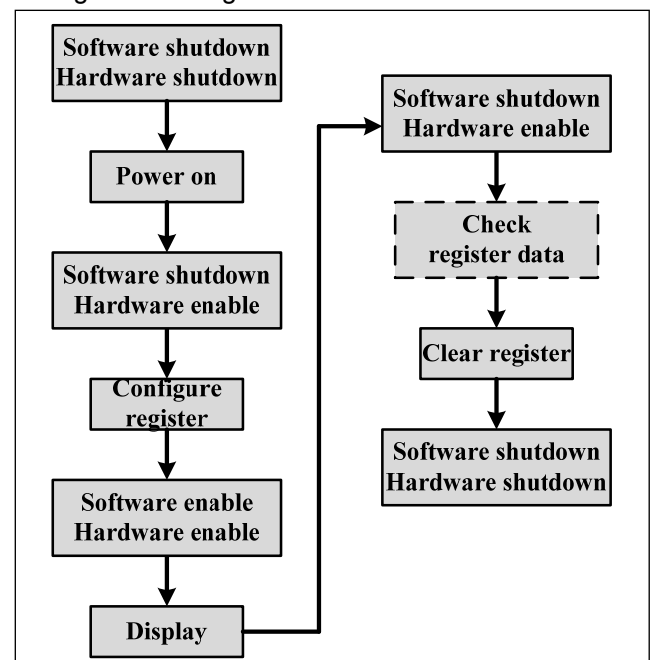 Software shutdown
Hardware shutdown
Power on
Software shutdown
Hardware enable
Configure
register
Software enable
Hardware enable
Display
Software shutdown
Hardware enable
Check
register data
Clear register
Software shutdown
Hardware shutdown